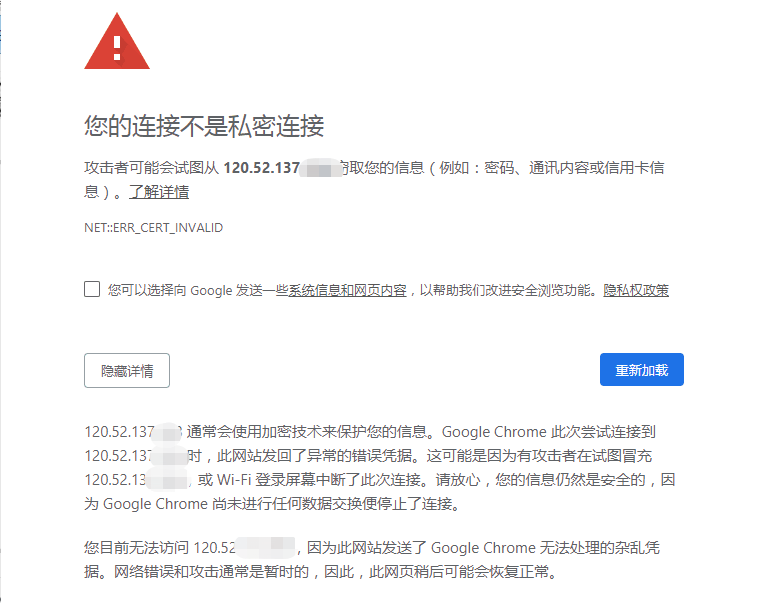 您的连接不是私密连接
攻击者可能会试图从 120.52.137 窃取您的信息（例如：密码、通讯内容或信用卡信
息）。了解详情
NET::ERR_CERT_INVALID
您可以选择向 Google 发送一些系统信息和网页内容，以帮助我们改进安全浏览功能。隐私权政策
隐藏详情
重新加载
120.52.137 通常会使用加密技术来保护您的信息。Google Chrome 此次尝试连接到
120.52.137 时，此网站发回了异常的错误凭据。这可能是因为有攻击者在试图冒充
120.52.13 ，或 Wi-Fi 登录屏幕中断了此次连接。请放心，您的信息仍然是安全的，因
为 Google Chrome 尚未进行任何数据交换便停止了连接。
您目前无法访问 120.52 ，因为此网站发送了 Google Chrome 无法处理的杂乱凭
据。网络错误和攻击通常是暂时的，因此，此网页稍后可能会恢复正常。